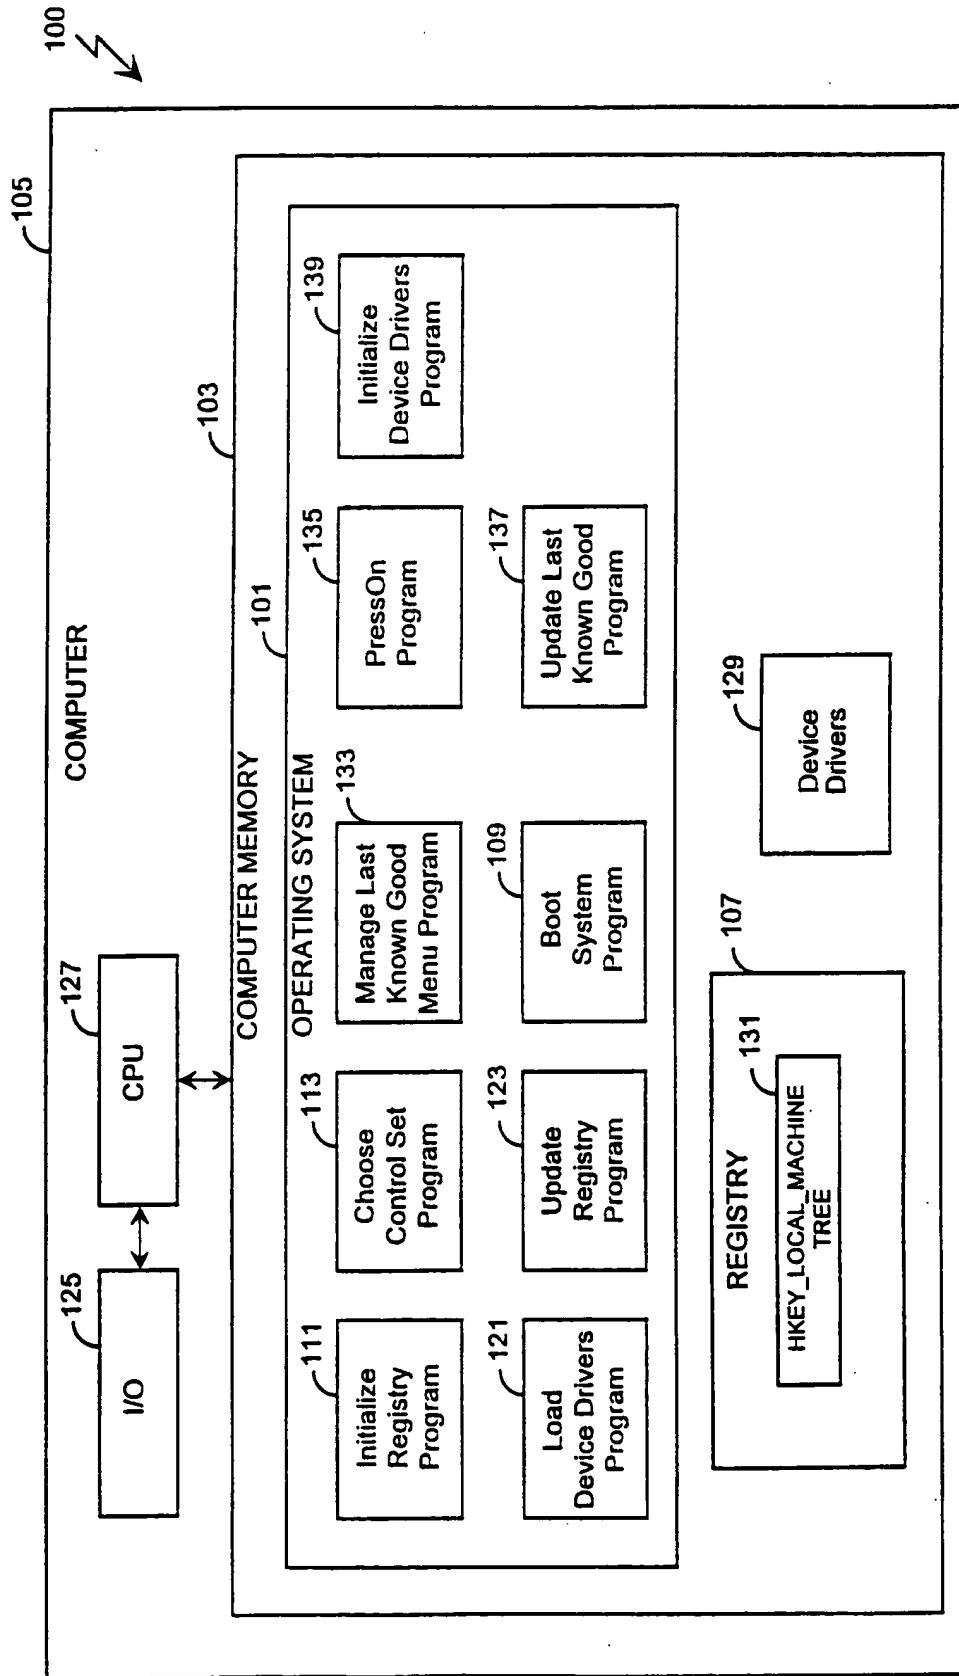 100
105
COMPUTER
125
I/O
127
CPU
103
COMPUTER MEMORY
101
OPERATING SYSTEM
111
Initialize
Registry
Program
113
Choose
Control Set
Program
133
Manage Last
Known Good
Menu Program
135
PressOn
Program
139
Initialize
Device Drivers
Program
121
Load
Device Drivers
Program
123
Update
Registry
Program
109
Boot
System
Program
137
Update Last
Known Good
Program
107
REGISTRY
131
HKEY_LOCAL_MACHINE
TREE
129
Device
Drivers